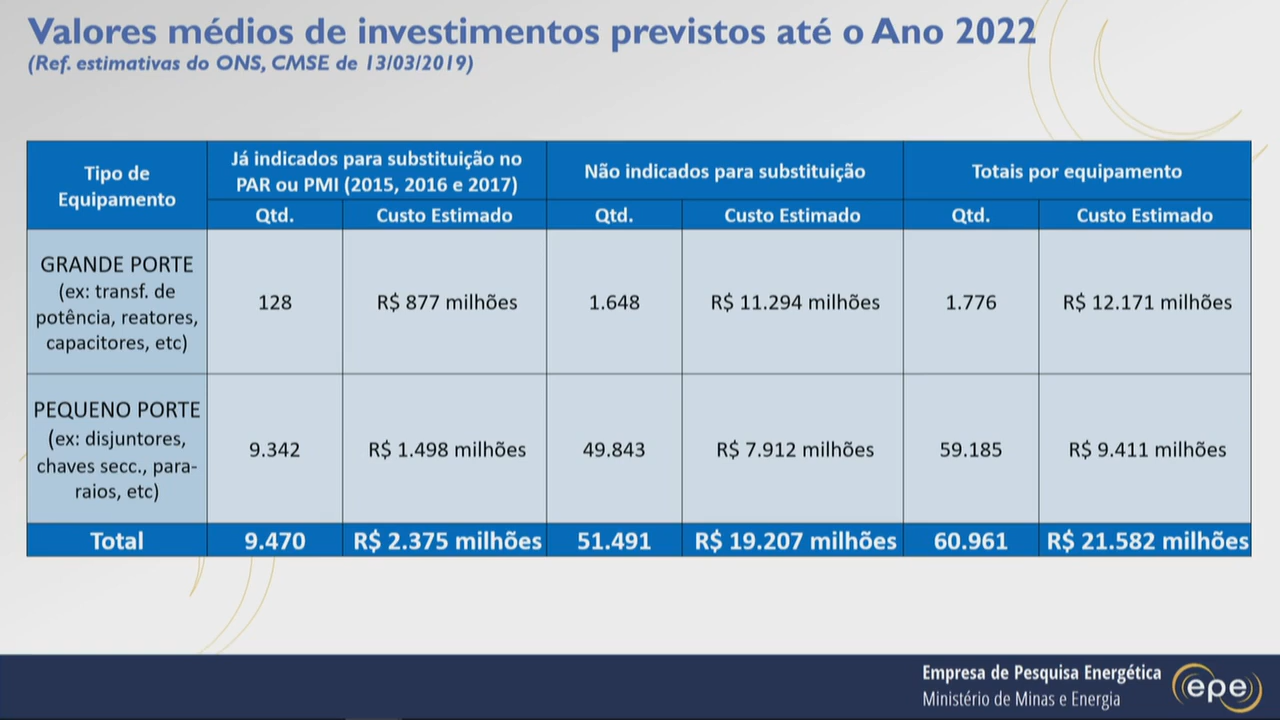 Valores médios de investimentos previstos até o Ano 2022
(Ref. estimativas do ONS, CMSE de 13/03/2019)
Tipo de
Equipamento
Já indicados para substituição no
PAR ou PMI (2015, 2016 e 2017)
Não indicados para substituição
Totais por equipamento
Qtd.
Custo Estimado
Qtd.
Custo Estimado
Qtd.
Custo Estimado
GRANDE PORTE
(ex: transf. de
potência, reatores,
capacitores, etc)
128
R$ 877 milhões
1.648
R$ 11.294 milhões
1.776
R$ 12.171 milhões
PEQUENO PORTE
(ex: disjuntores,
chaves secc., para-
raios, etc)
9.342
R$ 1.498 milhões
49.843
R$ 7.912 milhões
59.185
R$ 9.411 milhões
Total
9.470
R$ 2.375 milhões
51.491
R$ 19.207 milhões
60.961
R$ 21.582 milhões
Empresa de Pesquisa Energética
Ministério de Minas e Energia
epe